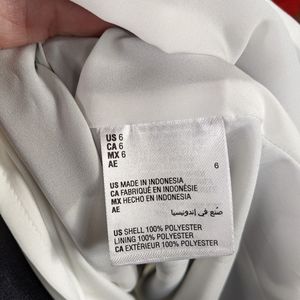 US 6
CA 6
MX 6
AE 6
US MADE IN INDONESIA
CA FABRIQUÉ EN INDONÉSIE
MX HECHO EN INDONESIA
AE صنع في إندونيسيا
US SHELL 100% POLYESTER
LINING 100% POLYESTER
CA EXTÉRIEUR 100% POLYESTER